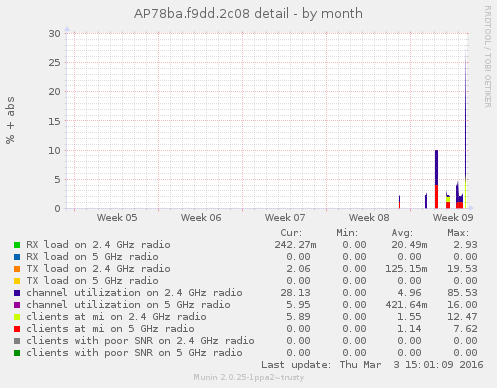 AP78ba.f9dd.2c08 detail - by month
RRDTOOL / TOBI OETIKER
% + abs
30
25
20
15
10
5
0
Week 05 Week 06 Week 07 Week 08 Week 09
Cur: Min: Avg: Max:
RX load on 2.4 GHz radio 242.27m 0.00 20.49m 2.93
RX load on 5 GHz radio 0.00 0.00 0.00 0.00
TX load on 2.4 GHz radio 2.06 0.00 125.15m 19.53
TX load on 5 GHz radio 0.00 0.00 0.00 0.00
channel utilization on 2.4 GHz radio 28.13 0.00 4.96 85.53
channel utilization on 5 GHz radio 5.95 0.00 421.64m 16.00
clients at mi on 2.4 GHz radio 5.89 0.00 1.55 12.47
clients at mi on 5 GHz radio 0.00 0.00 1.14 7.62
clients with poor SNR on 2.4 GHz radio 0.00 0.00 0.00 0.00
clients with poor SNR on 5 GHz radio 0.00 0.00 0.00 0.00
Last update: Thu Mar 3 15:01:09 2016
Munin 2.0.25-1ppa2~trusty